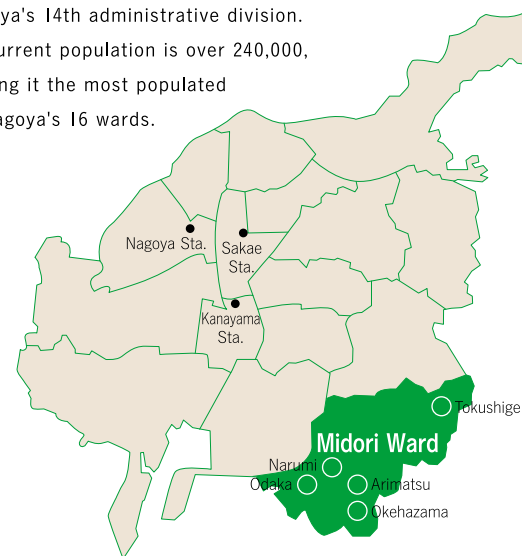 ya's 14th administrative division.
urrent population is over 240,000,
ng it the most populated
agoya's 16 wards.
Nagoya Sta.
Sakae
Sta.
Kanayama
Sta.
Tokushige
Midori Ward
Narumi
Odaka
Arimatsu
Okehazama